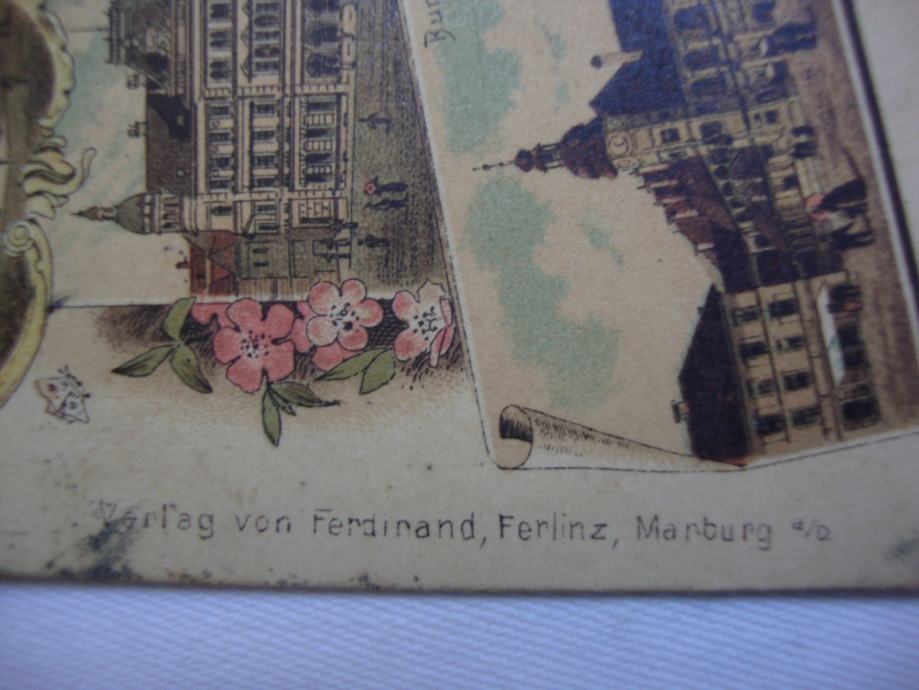 Verlag von Ferdinand, Ferlinz, Marburg a/D